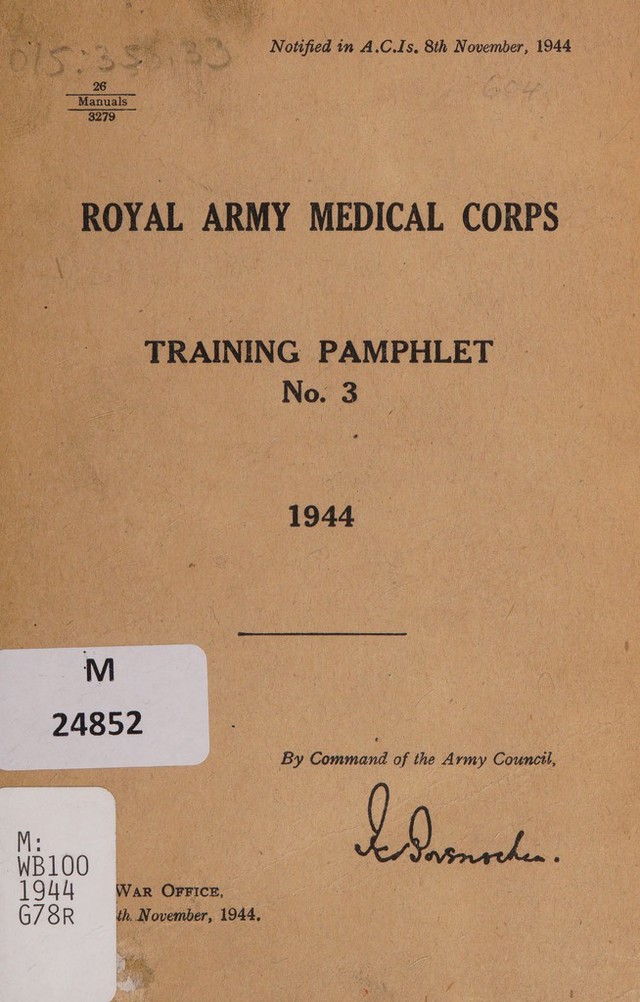 Notified in A.C.Is. 8th November, 1944
26
Manuals
3279
ROYAL ARMY MEDICAL CORPS
TRAINING PAMPHLET
No. 3
1944
M
24852
By Command of the Army Council,
M:
WB100
1944
G78R
WAR OFFICE,
th November, 1944.